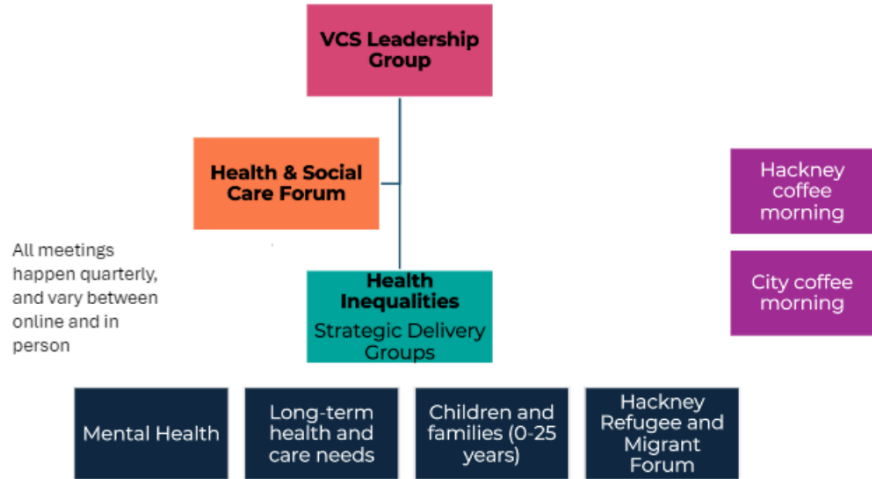 VCS Leadership
Group
Health & Social
Care Forum
Hackney
coffee
morning
All meetings
happen quarterly,
and vary between
online and in
person
Health
Inequalities
Strategic Delivery
Groups
City coffee
morning
Mental Health
Long-term
health and
care needs
Children and
families (0-25
years)
Hackney
Refugee and
Migrant
Forum